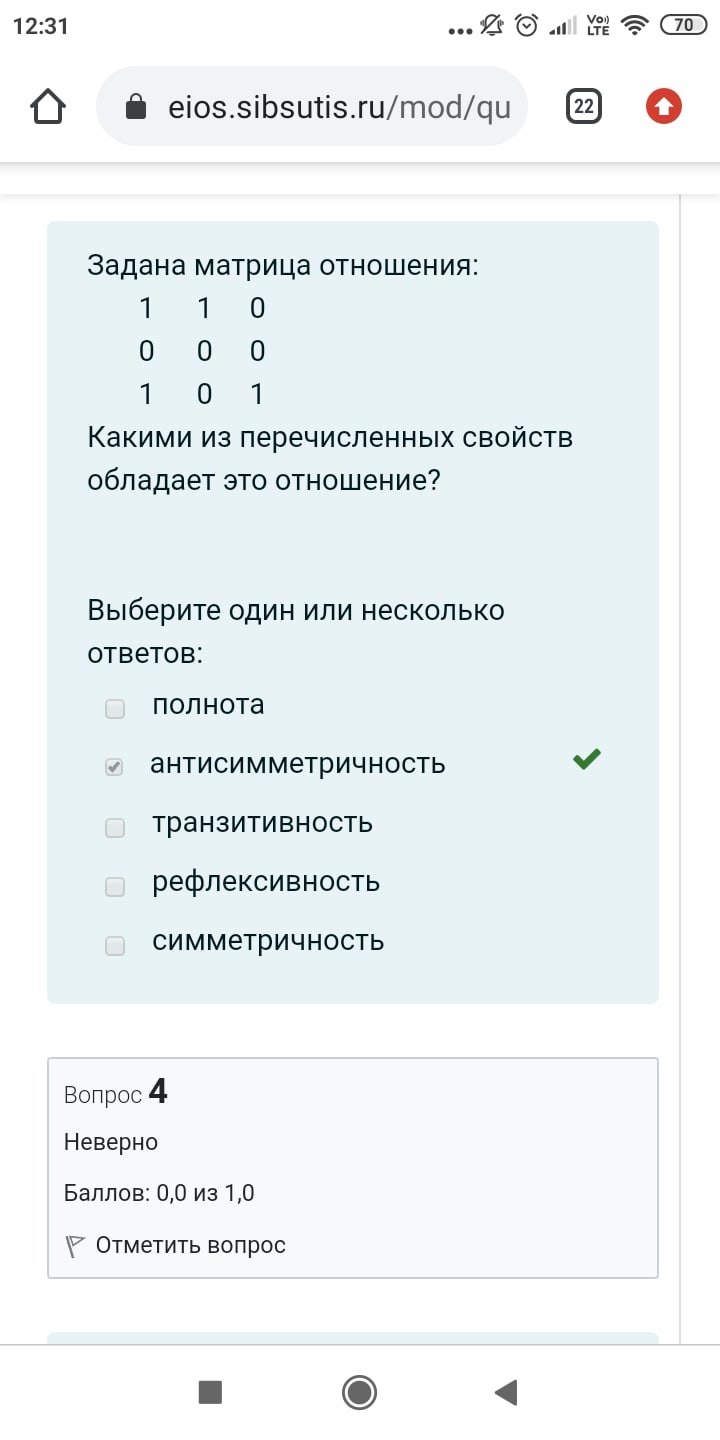 12:31
Vo) LTE
70
eios.sibsutis.ru/mod/qu
22
Задана матрица отношения:
1 1 0
0 0 0
1 0 1
Какими из перечисленных свойств
обладает это отношение?
Выберите один или несколько
ответов:
полнота
антисимметричность
транзитивность
рефлексивность
симметричность
Вопрос 4
Неверно
Баллов: 0,0 из 1,0
Отметить вопрос